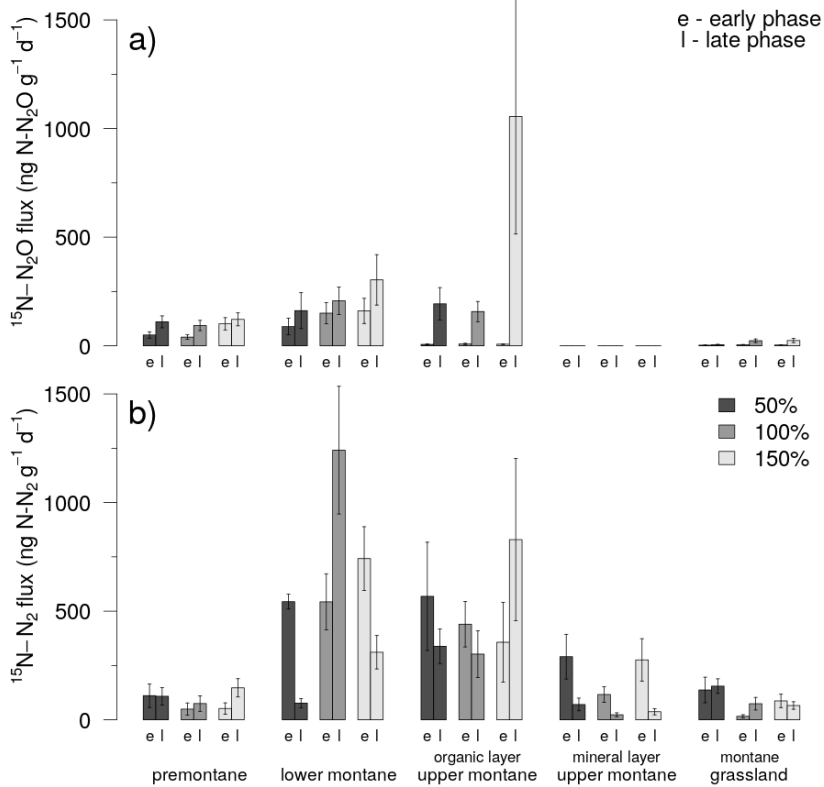 a)
e - early phase
l - late phase
¹⁵N–N₂O flux (ng N-N₂O g⁻¹ d⁻¹)
1500
1000
500
0
e l e l e l e l e l e l e l e l e l e l e l e l e l e l e l
b)
50%
100%
150%
¹⁵N–N₂ flux (ng N-N₂ g⁻¹ d⁻¹)
1500
1000
500
0
e l e l e l e l e l e l e l e l e l e l e l e l e l e l e l
organic layer mineral layer montane
premontane lower montane upper montane upper montane grassland